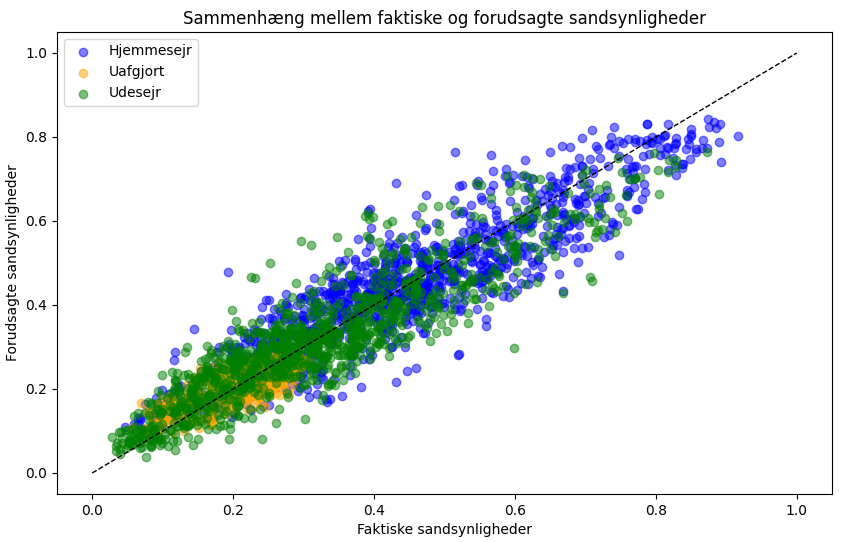 Sammenhæng mellem faktiske og forudsagte sandsynligheder
Hjemmesejr
Uafgjort
Udesejr
1.0
0.8
0.6
0.4
0.2
0.0
Forudsagte sandsynligheder
0.0 0.2 0.4 0.6 0.8 1.0
Faktiske sandsynligheder